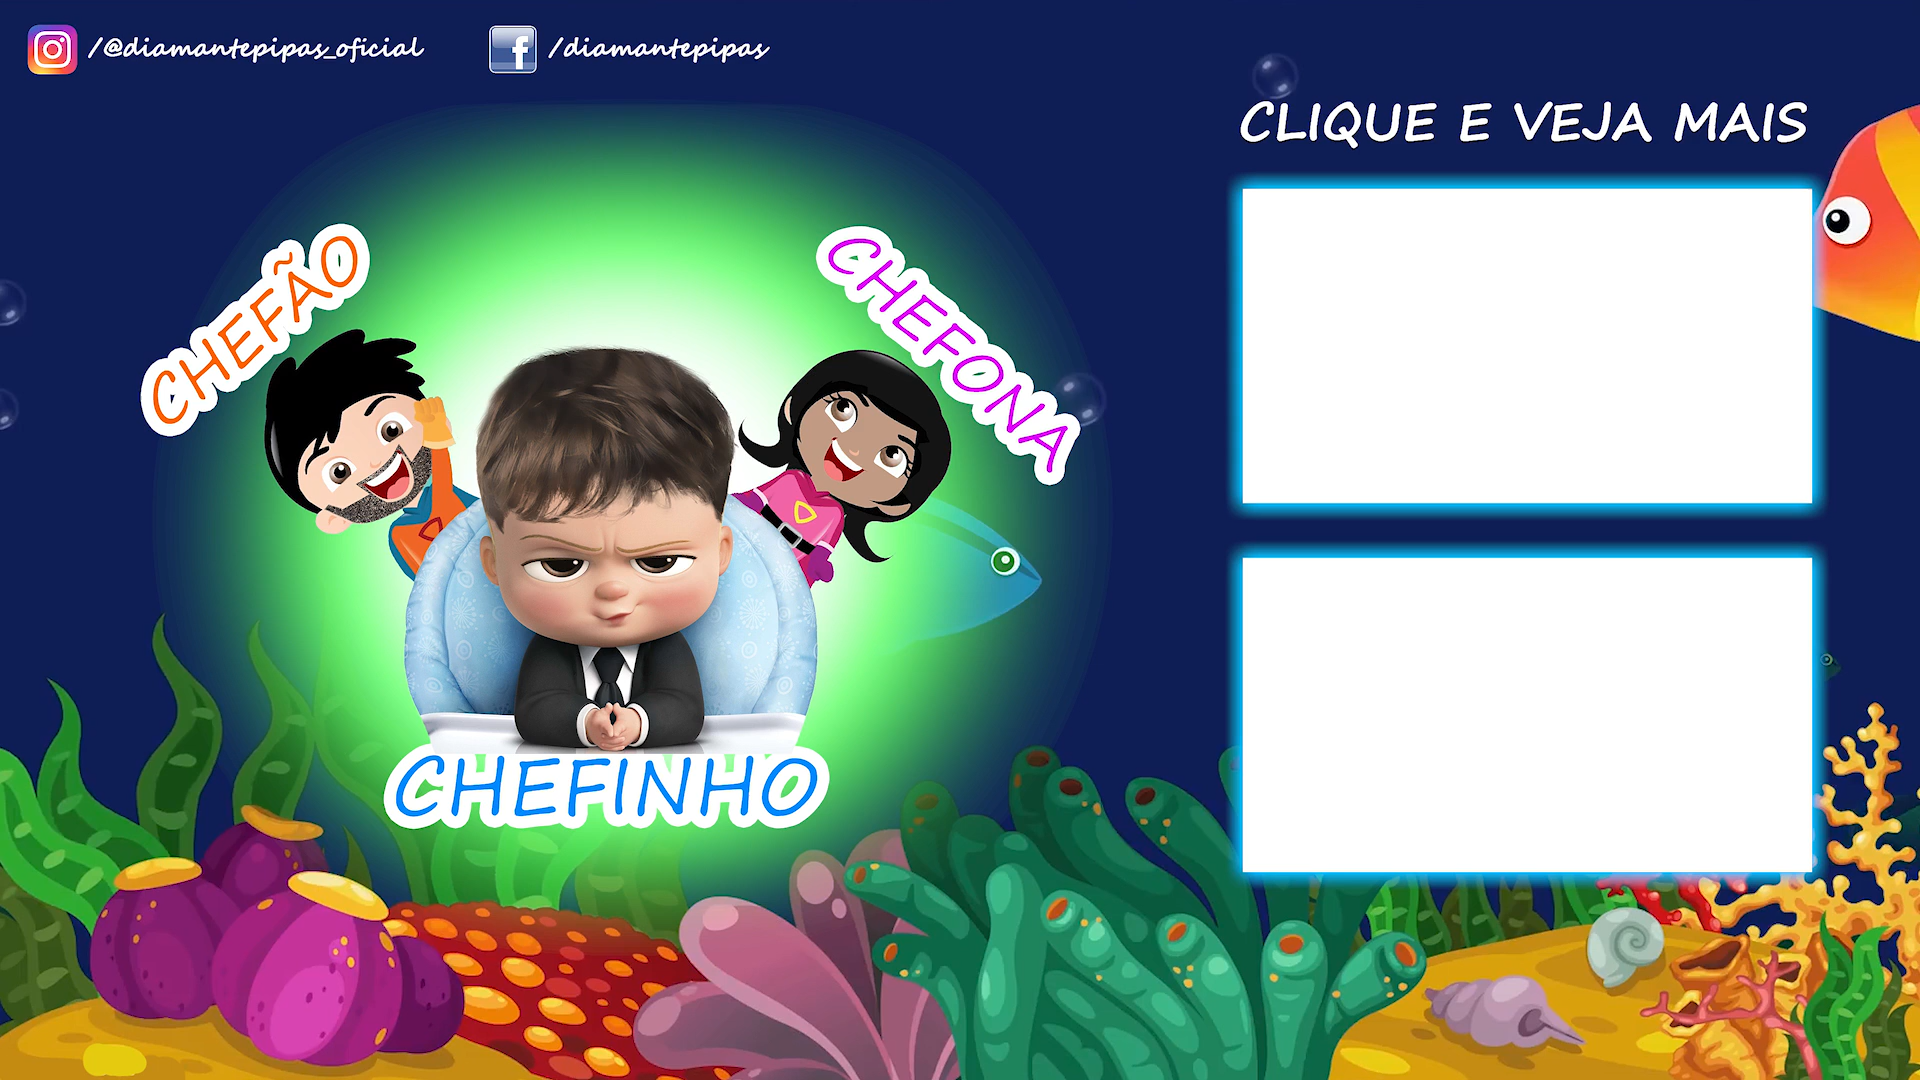 /@diamantepipas_oficial
/diamantepipas
CLIQUE E VEJA MAIS
CHEFÃO
CHEFONA
CHEFINHO